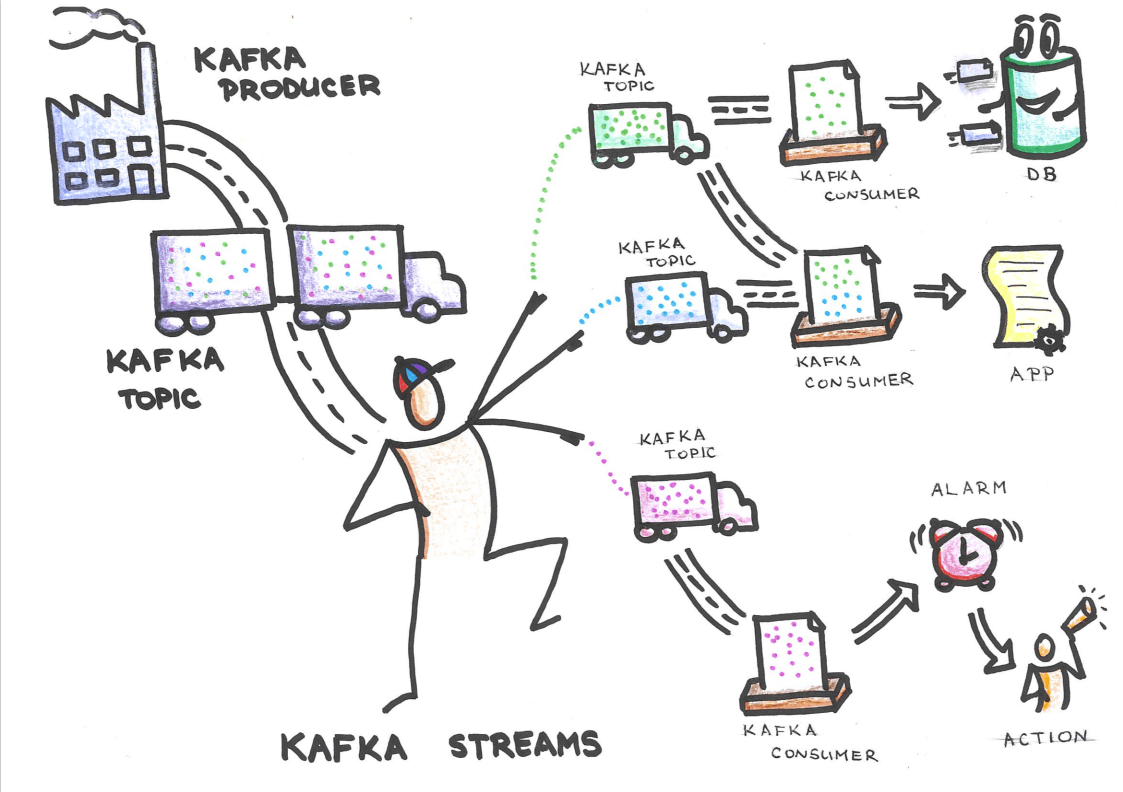 KAFKA
PRODUCER
KAFKA
TOPIC
KAFKA
TOPIC
KAFKA
CONSUMER
DB
KAFKA
TOPIC
KAFKA
CONSUMER
APP
KAFKA
TOPIC
ALARM
KAFKA
CONSUMER
ACTION
KAFKA STREAMS